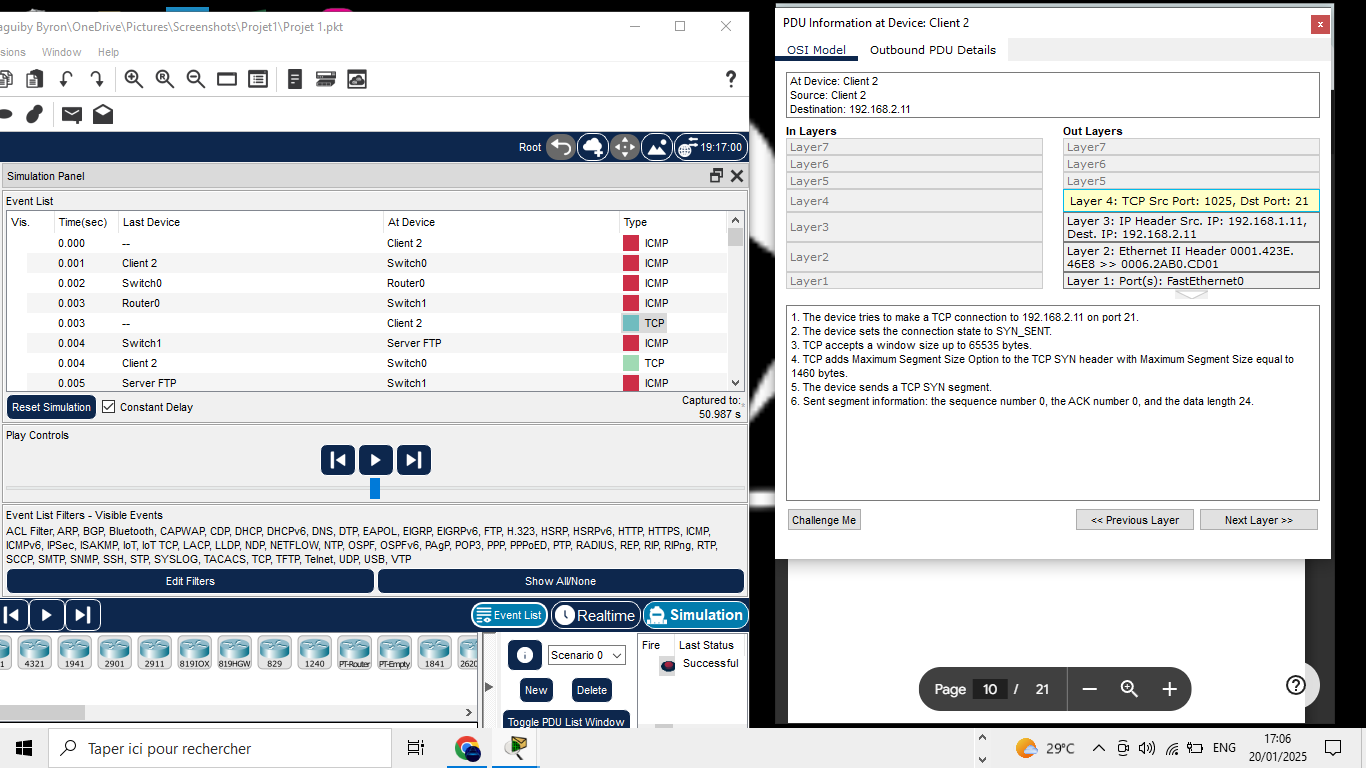 aguiby Byron\OneDrive\Pictures\Screenshots\Projet1\Projet 1.pkt
sions Window Help
?
Root 19:17:00
Simulation Panel
Event List
Vis. Time(sec) Last Device At Device Type
0.000 -- Client 2 ICMP
0.001 Client 2 Switch0 ICMP
0.002 Switch0 Router0 ICMP
0.003 Router0 Switch1 ICMP
0.003 -- Client 2 TCP
0.004 Switch1 Server FTP ICMP
0.004 Client 2 Switch0 TCP
0.005 Server FTP Switch1 ICMP
Reset Simulation Constant Delay Captured to:
50.987 s
Play Controls
Event List Filters - Visible Events
ACL Filter, ARP, BGP, Bluetooth, CAPWAP, CDP, DHCP, DHCPv6, DNS, DTP, EAPOL, EIGRP, EIGRPv6, FTP, H.323, HSRP, HSRPv6, HTTP, HTTPS, ICMP,
ICMPv6, IPSec, ISAKMP, IoT, IoT TCP, LACP, LLDP, NDP, NETFLOW, NTP, OSPF, OSPFv6, PAgP, POP3, PPP, PPPoED, PTP, RADIUS, REP, RIP, RIPng, RTP,
SCCP, SMTP, SNMP, SSH, STP, SYSLOG, TACACS, TCP, TFTP, Telnet, UDP, USB, VTP
Edit Filters Show All/None
Event List Realtime Simulation
1 4321 1941 2901 2911 819IOX 819HGW 829 1240 PT-Router PT-Empty 1841 2620
Scenario 0
New Delete
Toggle PDU List Window
Fire Last Status
Successful
PDU Information at Device: Client 2
x
OSI Model Outbound PDU Details
At Device: Client 2
Source: Client 2
Destination: 192.168.2.11
In Layers Out Layers
Layer7 Layer7
Layer6 Layer6
Layer5 Layer5
Layer4 Layer 4: TCP Src Port: 1025, Dst Port: 21
Layer3 Layer 3: IP Header Src. IP: 192.168.1.11,
Dest. IP: 192.168.2.11
Layer2 Layer 2: Ethernet II Header 0001.423E.
46E8 >> 0006.2AB0.CD01
Layer1 Layer 1: Port(s): FastEthernet0
1. The device tries to make a TCP connection to 192.168.2.11 on port 21.
2. The device sets the connection state to SYN_SENT.
3. TCP accepts a window size up to 65535 bytes.
4. TCP adds Maximum Segment Size Option to the TCP SYN header with Maximum Segment Size equal to
1460 bytes.
5. The device sends a TCP SYN segment.
6. Sent segment information: the sequence number 0, the ACK number 0, and the data length 24.
Challenge Me << Previous Layer Next Layer >>
Page 10 / 21
?
Taper ici pour rechercher
29°C ENG
17:06
20/01/2025